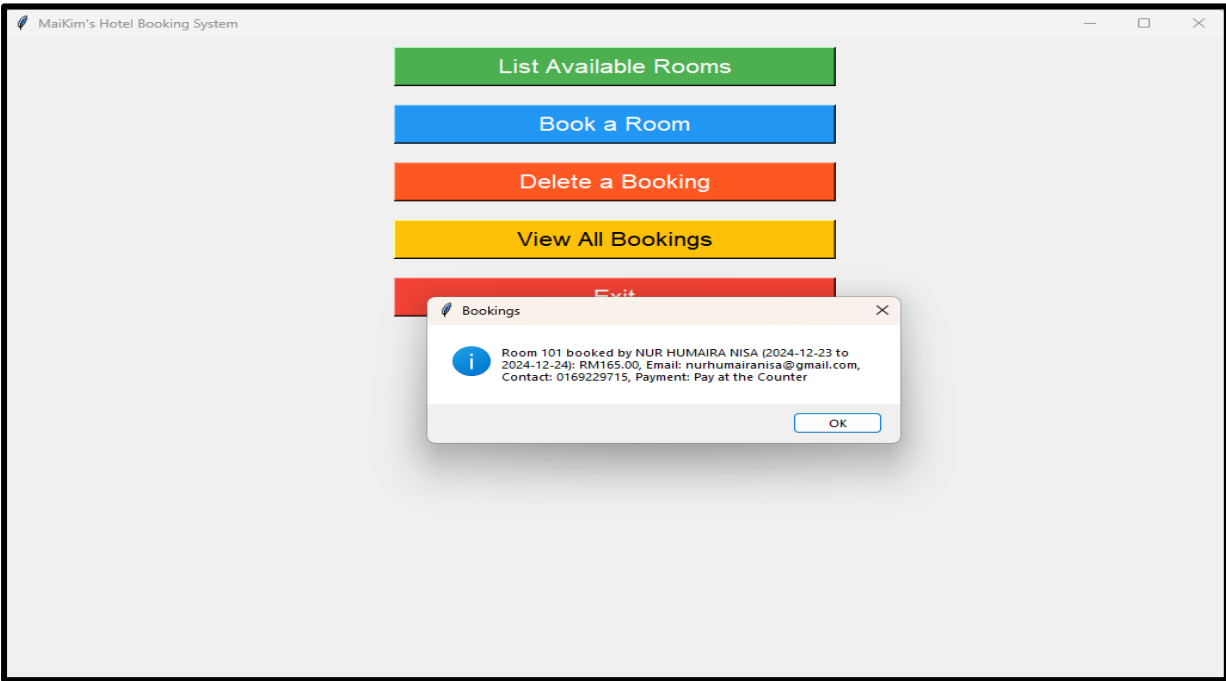 MaiKim's Hotel Booking System
List Available Rooms
Book a Room
Delete a Booking
View All Bookings
Exit
Bookings
Room 101 booked by NUR HUMAIRA NISA (2024-12-23 to
2024-12-24): RM165.00, Email: nurhumairanisa@gmail.com,
Contact: 0169229715, Payment: Pay at the Counter
OK